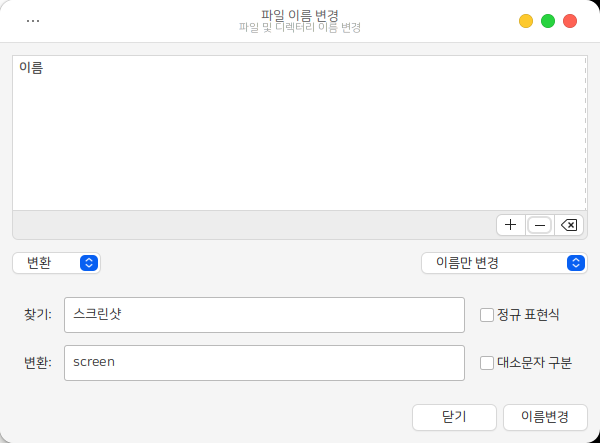 파일 이름 변경
파일 및 디렉터리 이름 변경
이름
변환 이름만 변경
찾기: 스크린샷 정규 표현식
변환: screen 대소문자 구분
닫기 이름변경